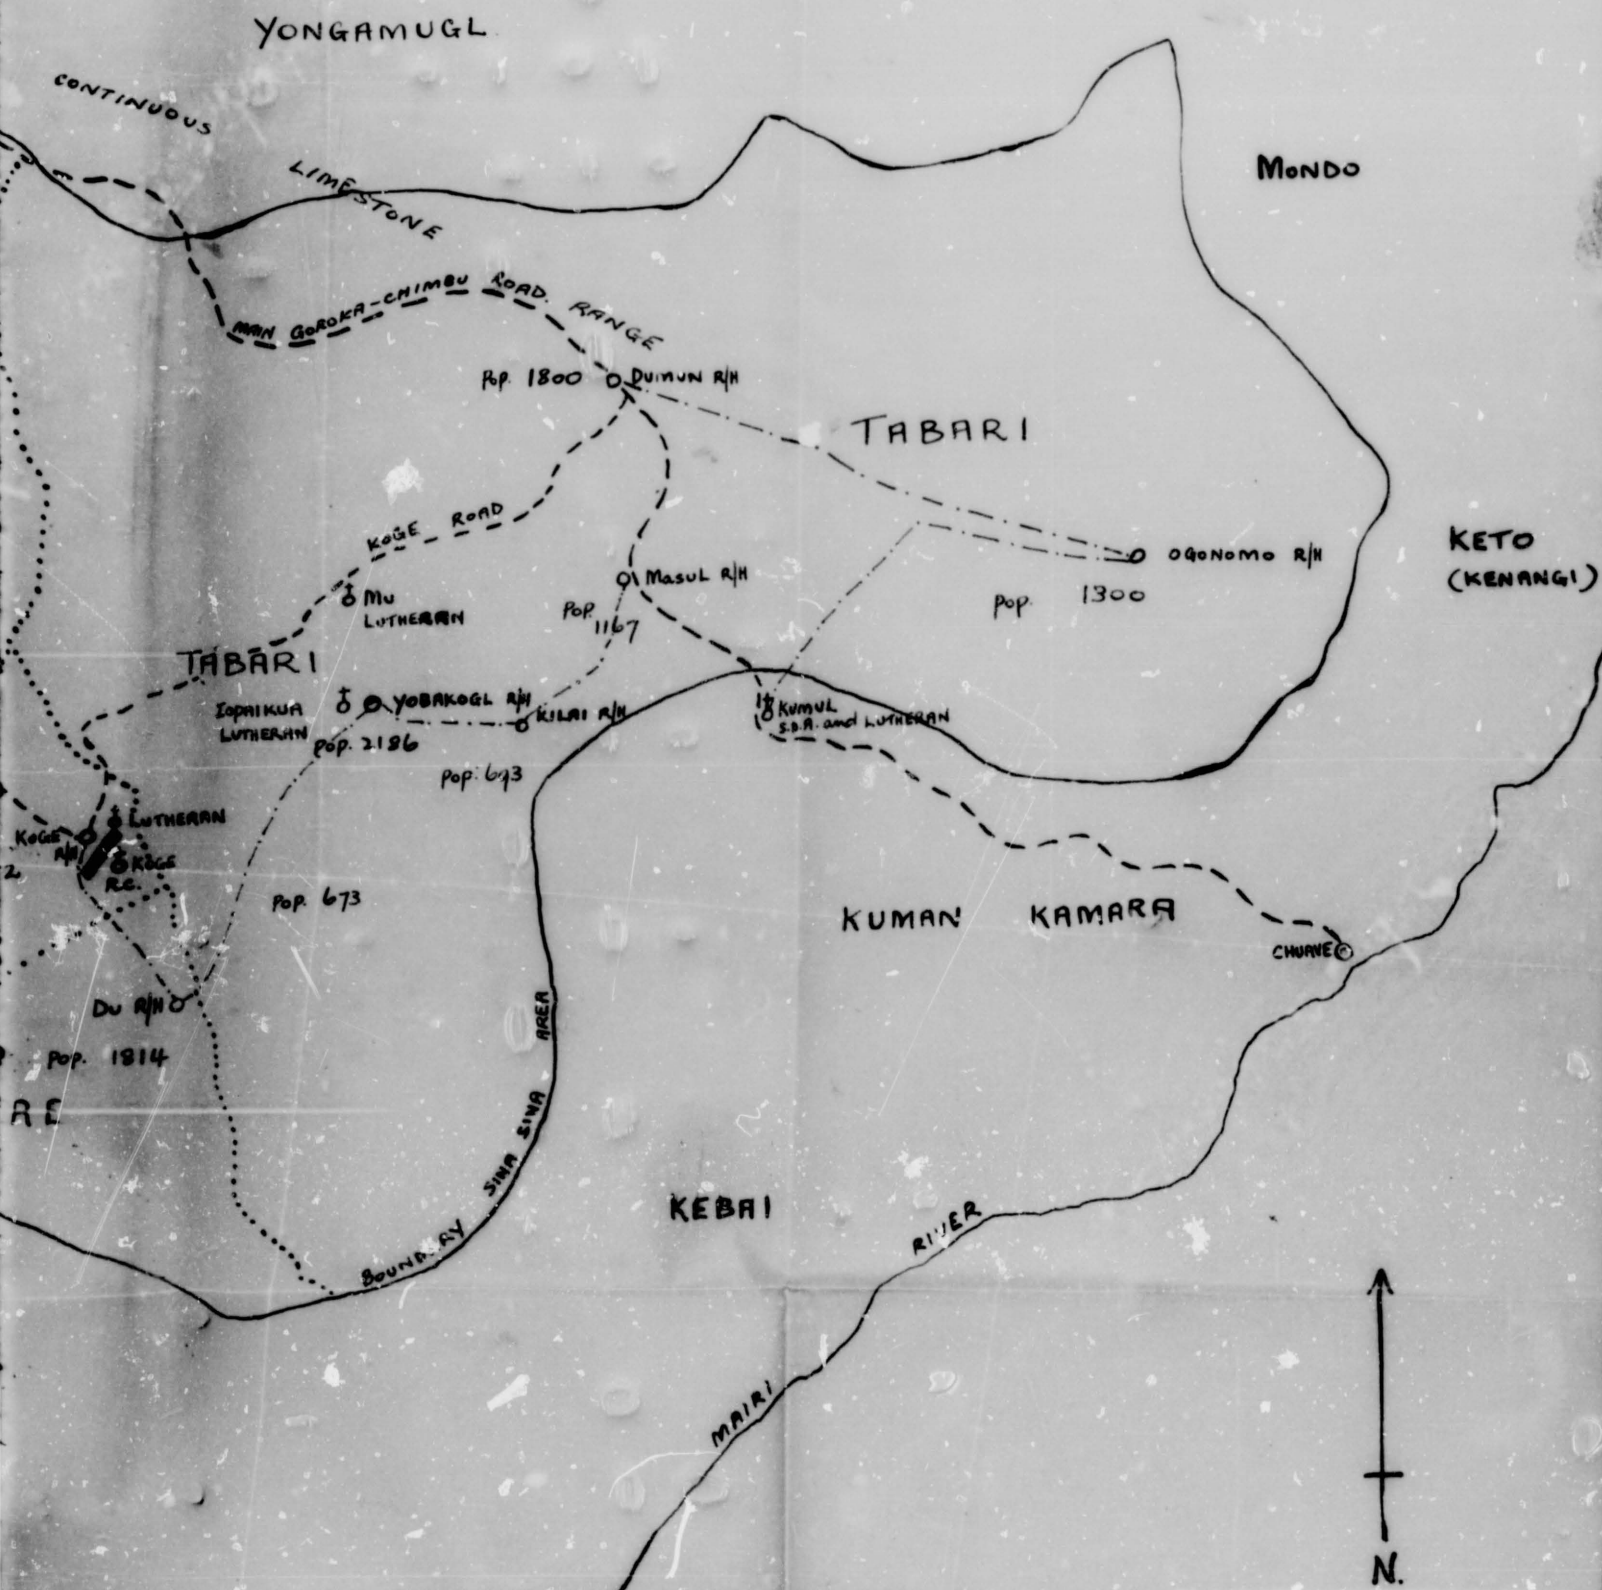 YONGAMUGL
CONTINUOUS
LIMESTONE
RANGE
MONDO
MAIN GOROKA-CHIMBU ROAD.
Pop. 1800
DUMUN R/H
TABARI
KOGE ROAD
OGONOMO R/H
KETO
(KENANGI)
Pop. 1300
MASUL R/H
Pop.
1167
MU
LUTHERAN
TABARI
IOPAIKUA
LUTHERAN
YOBAKOGL R/H
KILAI R/H
Pop. 2186
Pop. 673
KUMUL
S.D.A. and LUTHERAN
LUTHERAN
KOGE
R/H
KOGE
R.C.
2
Pop. 673
KUMAN KAMARA
CHUAVE
DU R/H
Pop. 1814
RE
BOUNDARY SINA SINA AREA
KEBAI
MAIRI RIVER
N.